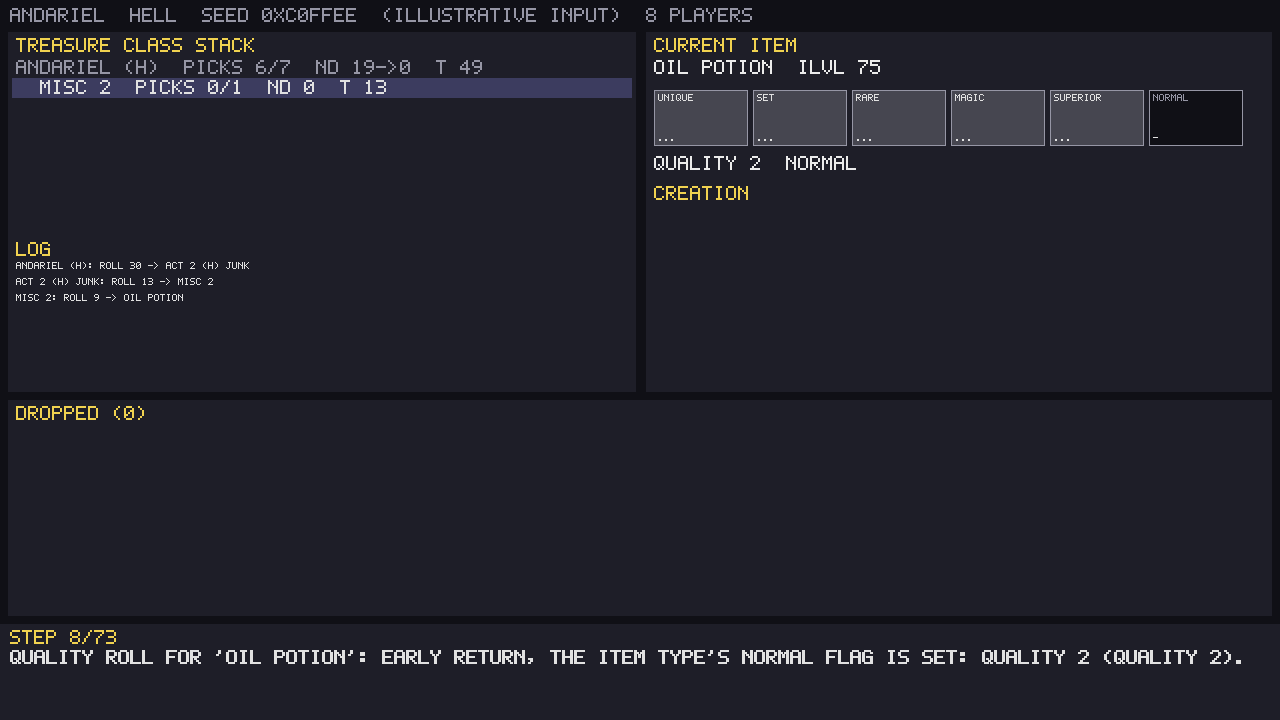 ANDARIEL  HELL  SEED 0XC0FFEE  (ILLUSTRATIVE INPUT)  8 PLAYERS
TREASURE CLASS STACK
ANDARIEL (H)  PICKS 6/7  ND 19->0  T 49
MISC 2  PICKS 0/1  ND 0  T 13
LOG
ANDARIEL (H): ROLL 30 -> ACT 2 (H) JUNK
ACT 2 (H) JUNK: ROLL 13 -> MISC 2
MISC 2: ROLL 9 -> OIL POTION
CURRENT ITEM
OIL POTION  ILVL 75
UNIQUE  SET  RARE  MAGIC  SUPERIOR  NORMAL
...  ...  ...  ...  ...  _
QUALITY 2  NORMAL
CREATION
DROPPED (0)
STEP 8/73
QUALITY ROLL FOR 'OIL POTION': EARLY RETURN, THE ITEM TYPE'S NORMAL FLAG IS SET: QUALITY 2 (QUALITY 2).